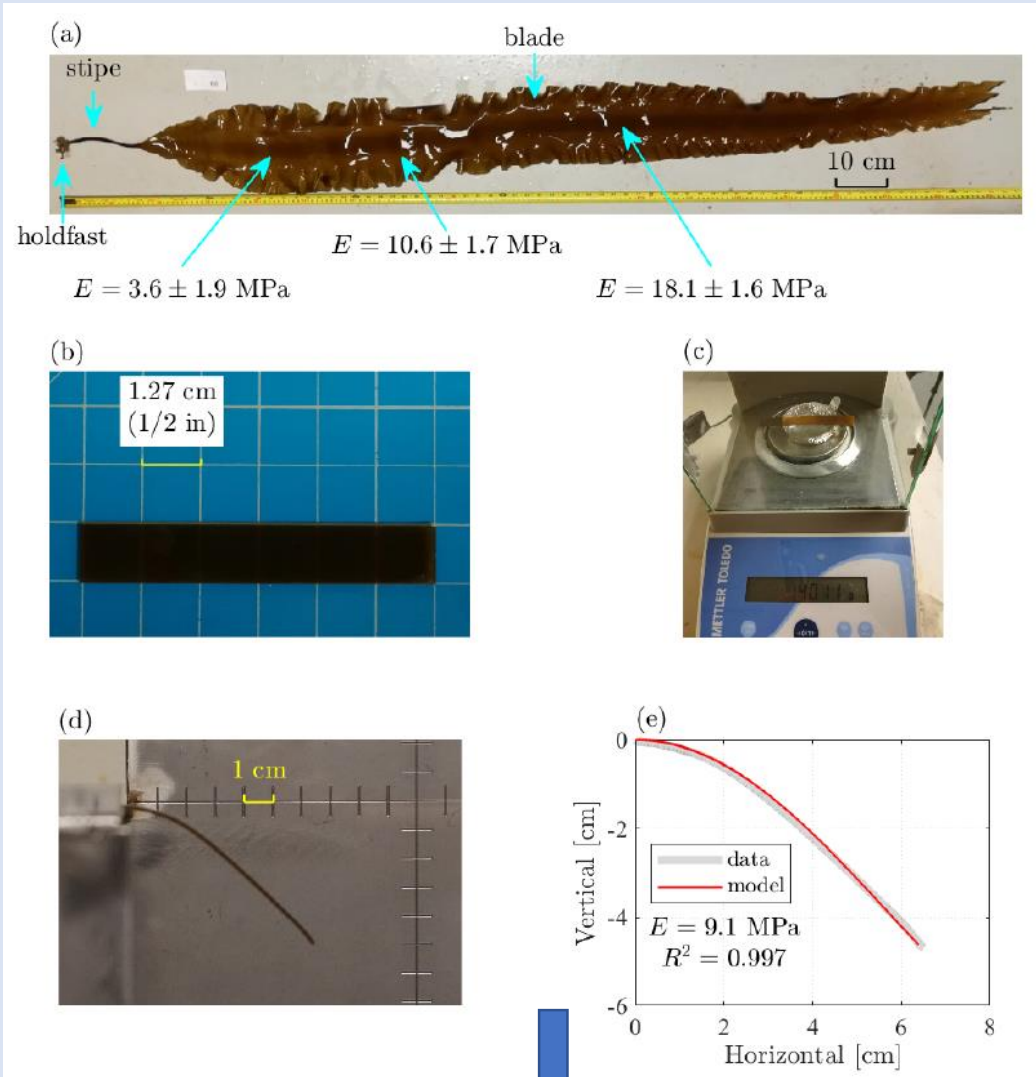 (a)
blade
stipe
10 cm
holdfast
E = 10.6 ± 1.7 MPa
E = 3.6 ± 1.9 MPa
E = 18.1 ± 1.6 MPa
(b)
(c)
1.27 cm
(1/2 in)
METTLER TOLEDO
(d)
(e)
1 cm
0
-2
-4
-6
Vertical [cm]
data
model
E = 9.1 MPa
R² = 0.997
0 2 4 6 8
Horizontal [cm]